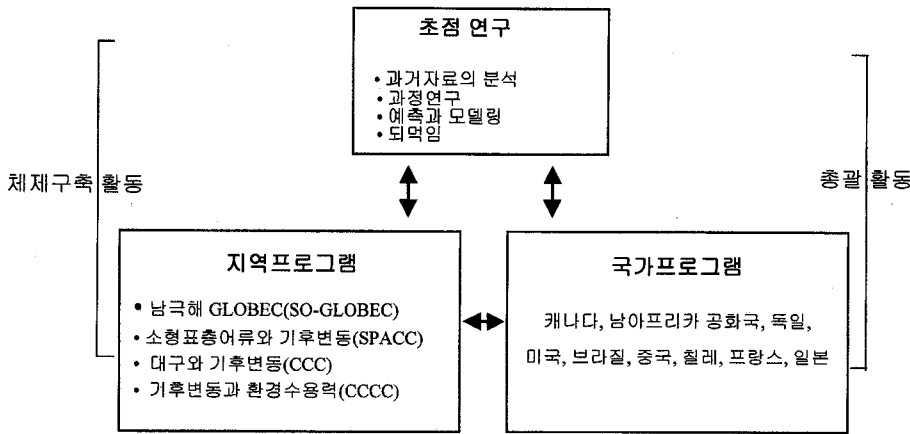 초점 연구
• 과거자료의 분석
• 과정연구
• 예측과 모델링
• 되먹임
체제구축 활동
총괄 활동
지역프로그램
• 남극해 GLOBEC(SO-GLOBEC)
• 소형표층어류와 기후변동(SPACC)
• 대구와 기후변동(CCC)
• 기후변동과 환경수용력(CCCC)
국가프로그램
캐나다, 남아프리카 공화국, 독일,
미국, 브라질, 중국, 칠레, 프랑스, 일본